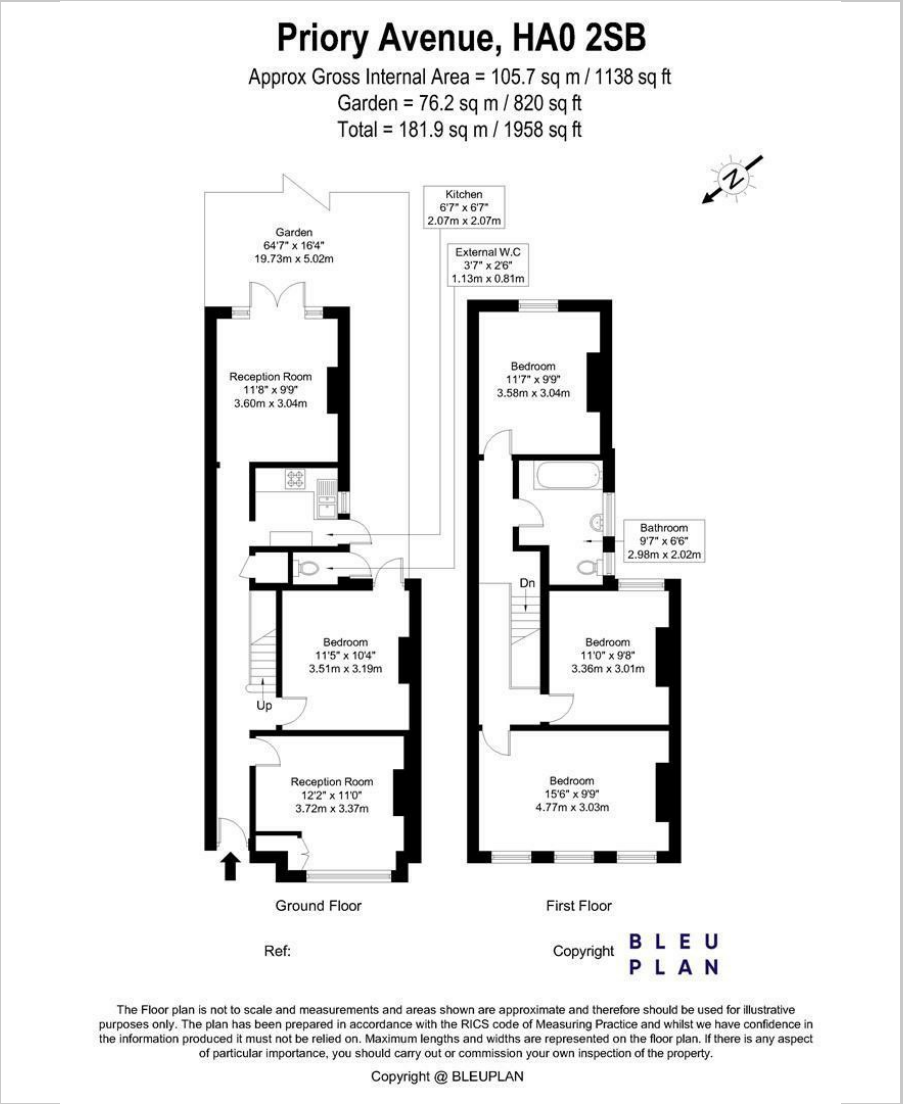 Priory Avenue, HA0 2SB
Approx Gross Internal Area = 105.7 sq m / 1138 sq ft
Garden = 76.2 sq m / 820 sq ft
Total = 181.9 sq m / 1958 sq ft
N
Kitchen
6'7" x 6'7"
2.07m x 2.07m
Garden
64'7" x 16'4"
19.73m x 5.02m
External W.C
3'7" x 2'6"
1.13m x 0.81m
Reception Room
11'8" x 9'9"
3.60m x 3.04m
Bedroom
11'7" x 9'9"
3.58m x 3.04m
Bathroom
9'7" x 6'6"
2.98m x 2.02m
Dn
Bedroom
11'5" x 10'4"
3.51m x 3.19m
Bedroom
11'0" x 9'8"
3.36m x 3.01m
Up
Reception Room
12'2" x 11'0"
3.72m x 3.37m
Bedroom
15'6" x 9'9"
4.77m x 3.03m
Ground Floor
First Floor
Ref:
Copyright
BLEU
PLAN
The Floor plan is not to scale and measurements and areas shown are approximate and therefore should be used for illustrative
purposes only. The plan has been prepared in accordance with the RICS code of Measuring Practice and whilst we have confidence in
the information produced it must not be relied on. Maximum lengths and widths are represented on the floor plan. If there is any aspect
of particular importance, you should carry out or commission your own inspection of the property.
Copyright @ BLEUPLAN